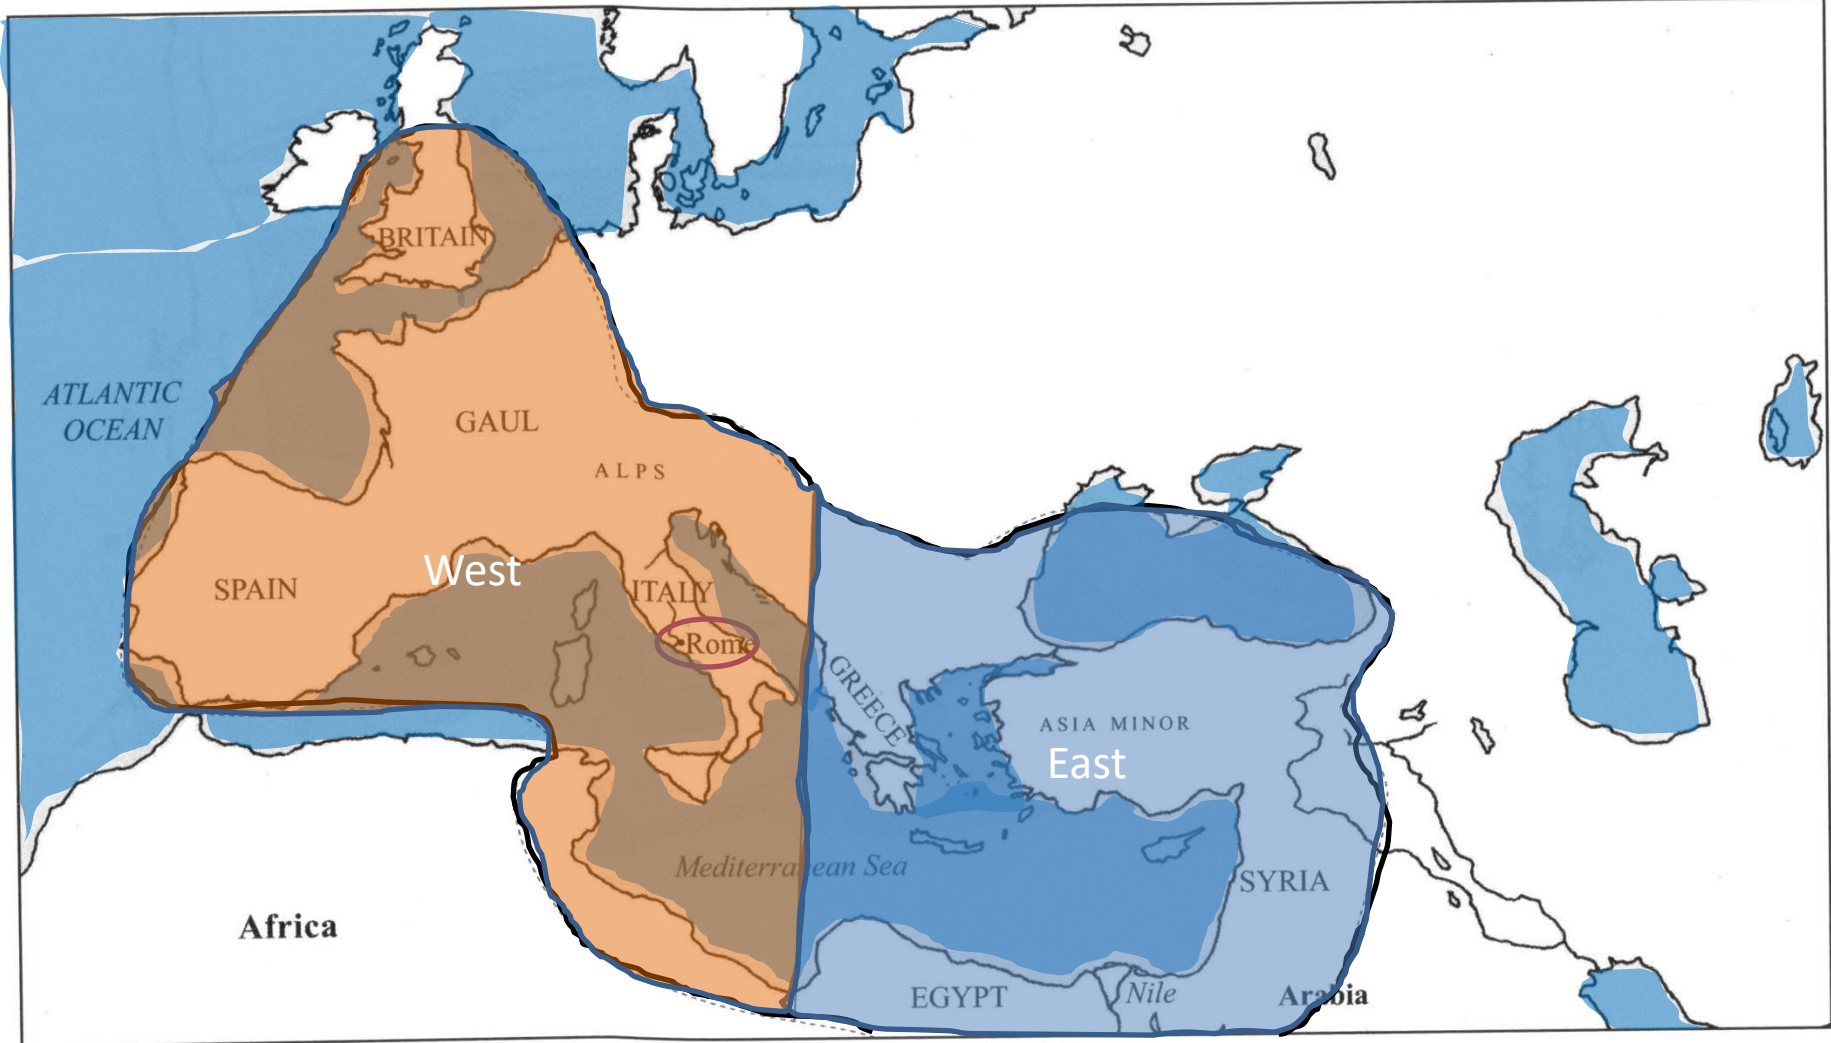 BRITAIN
ATLANTIC
OCEAN
GAUL
ALPS
West
SPAIN
ITALY
Rome
GREECE
ASIA MINOR
East
Mediterranean Sea
SYRIA
Africa
EGYPT
Nile
Arabia